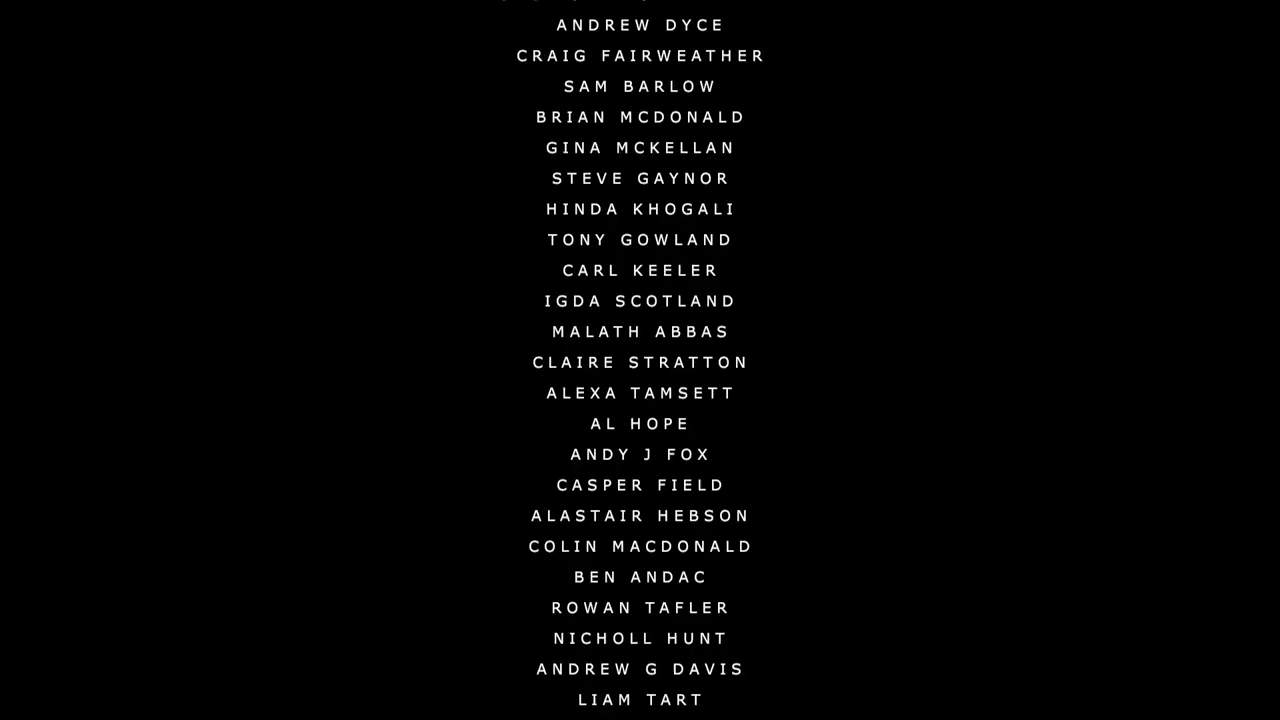 ANDREW DYCE
CRAIG FAIRWEATHER
SAM BARLOW
BRIAN MCDONALD
GINA MCKELLAN
STEVE GAYNOR
HINDA KHOGALI
TONY GOWLAND
CARL KEELER
IGDA SCOTLAND
MALATH ABBAS
CLAIRE STRATTON
ALEXA TAMSETT
AL HOPE
ANDY J FOX
CASPER FIELD
ALASTAIR HEBSON
COLIN MACDONALD
BEN ANDAC
ROWAN TAFLER
NICHOLL HUNT
ANDREW G DAVIS
LIAM TART